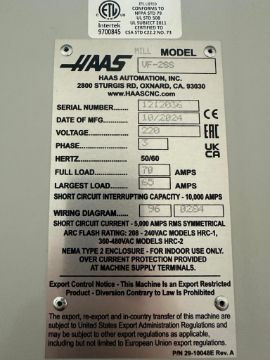 ETL CONFORMS TO
NFPA STD 79
UL STD 508
UL SUBJECT 2011
CERTIFIED TO
CSA STD C22.2 NO. 73
Intertek
9700845
HAAS MILL MODEL
VF-2SS
HAAS AUTOMATION, INC.
2800 STURGIS RD, OXNARD, CA. 93030
www.HAASCNC.com
SERIAL NUMBER 1212036
DATE OF MFG. 10/2024
VOLTAGE 220
PHASE 3
HERTZ 50/60
FULL LOAD 70 AMPS
LARGEST LOAD 65 AMPS
SHORT CIRCUIT INTERRUPTING CAPACITY - 10,000 AMPS
WIRING DIAGRAM 96 0284
SHORT CIRCUIT CURRENT - 5,000 AMPS RMS SYMMETRICAL
ARC FLASH RATING: 208 - 240VAC MODELS HRC-1,
360-480VAC MODELS HRC-2
NEMA TYPE 2 ENCLOSURE - FOR INDOOR USE ONLY.
OVER CURRENT PROTECTION PROVIDED
AT MACHINE SUPPLY TERMINALS.
Export Control Notice - This Machine is an Export Restricted
Product - Diversion Contrary to Law is Prohibited
The export, re-export and in-country transfer of this machine
are subject to United States Export Administration Regulations and
may be subject to other export regulations as applicable, including
but not limited to European Union export regulations.
P/N 29-10048E Rev. A